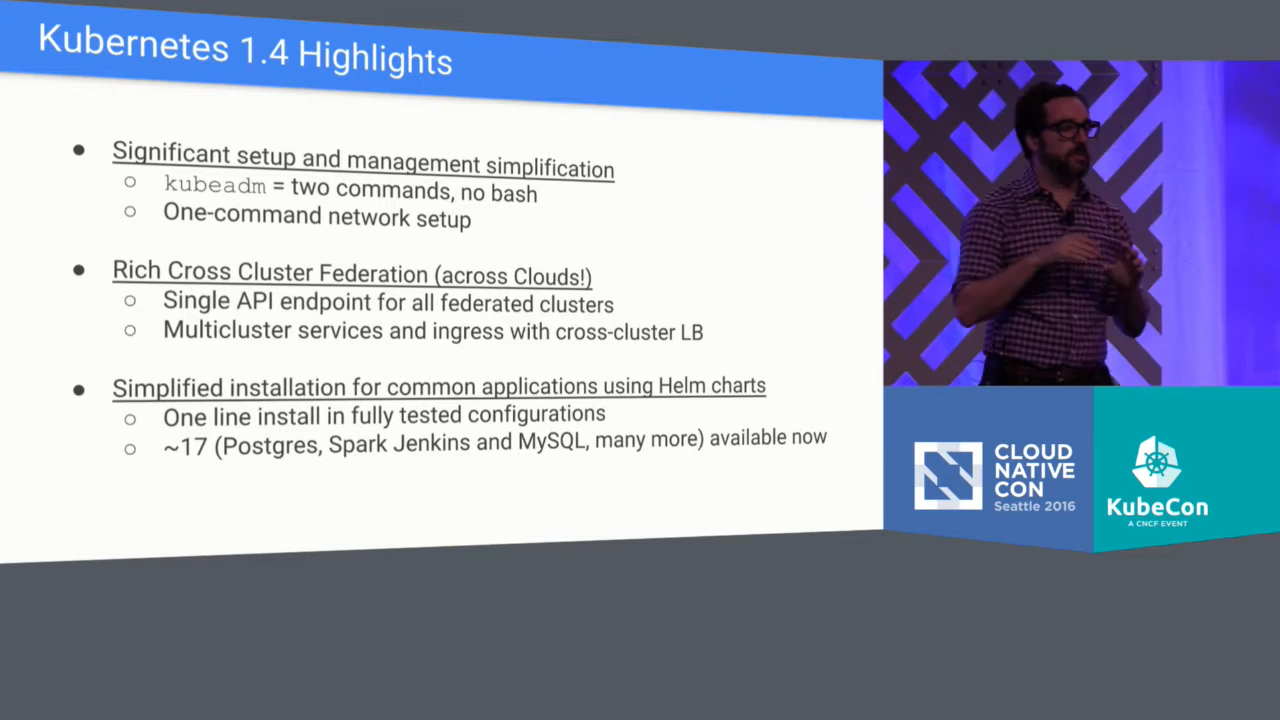 Kubernetes 1.4 Highlights
● Significant setup and management simplification
○ kubeadm = two commands, no bash
○ One-command network setup
● Rich Cross Cluster Federation (across Clouds!)
○ Single API endpoint for all federated clusters
○ Multicluster services and ingress with cross-cluster LB
● Simplified installation for common applications using Helm charts
○ One line install in fully tested configurations
○ ~17 (Postgres, Spark Jenkins and MySQL, many more) available now
CLOUD
NATIVE
CON
Seattle 2016
KubeCon
A CNCF EVENT